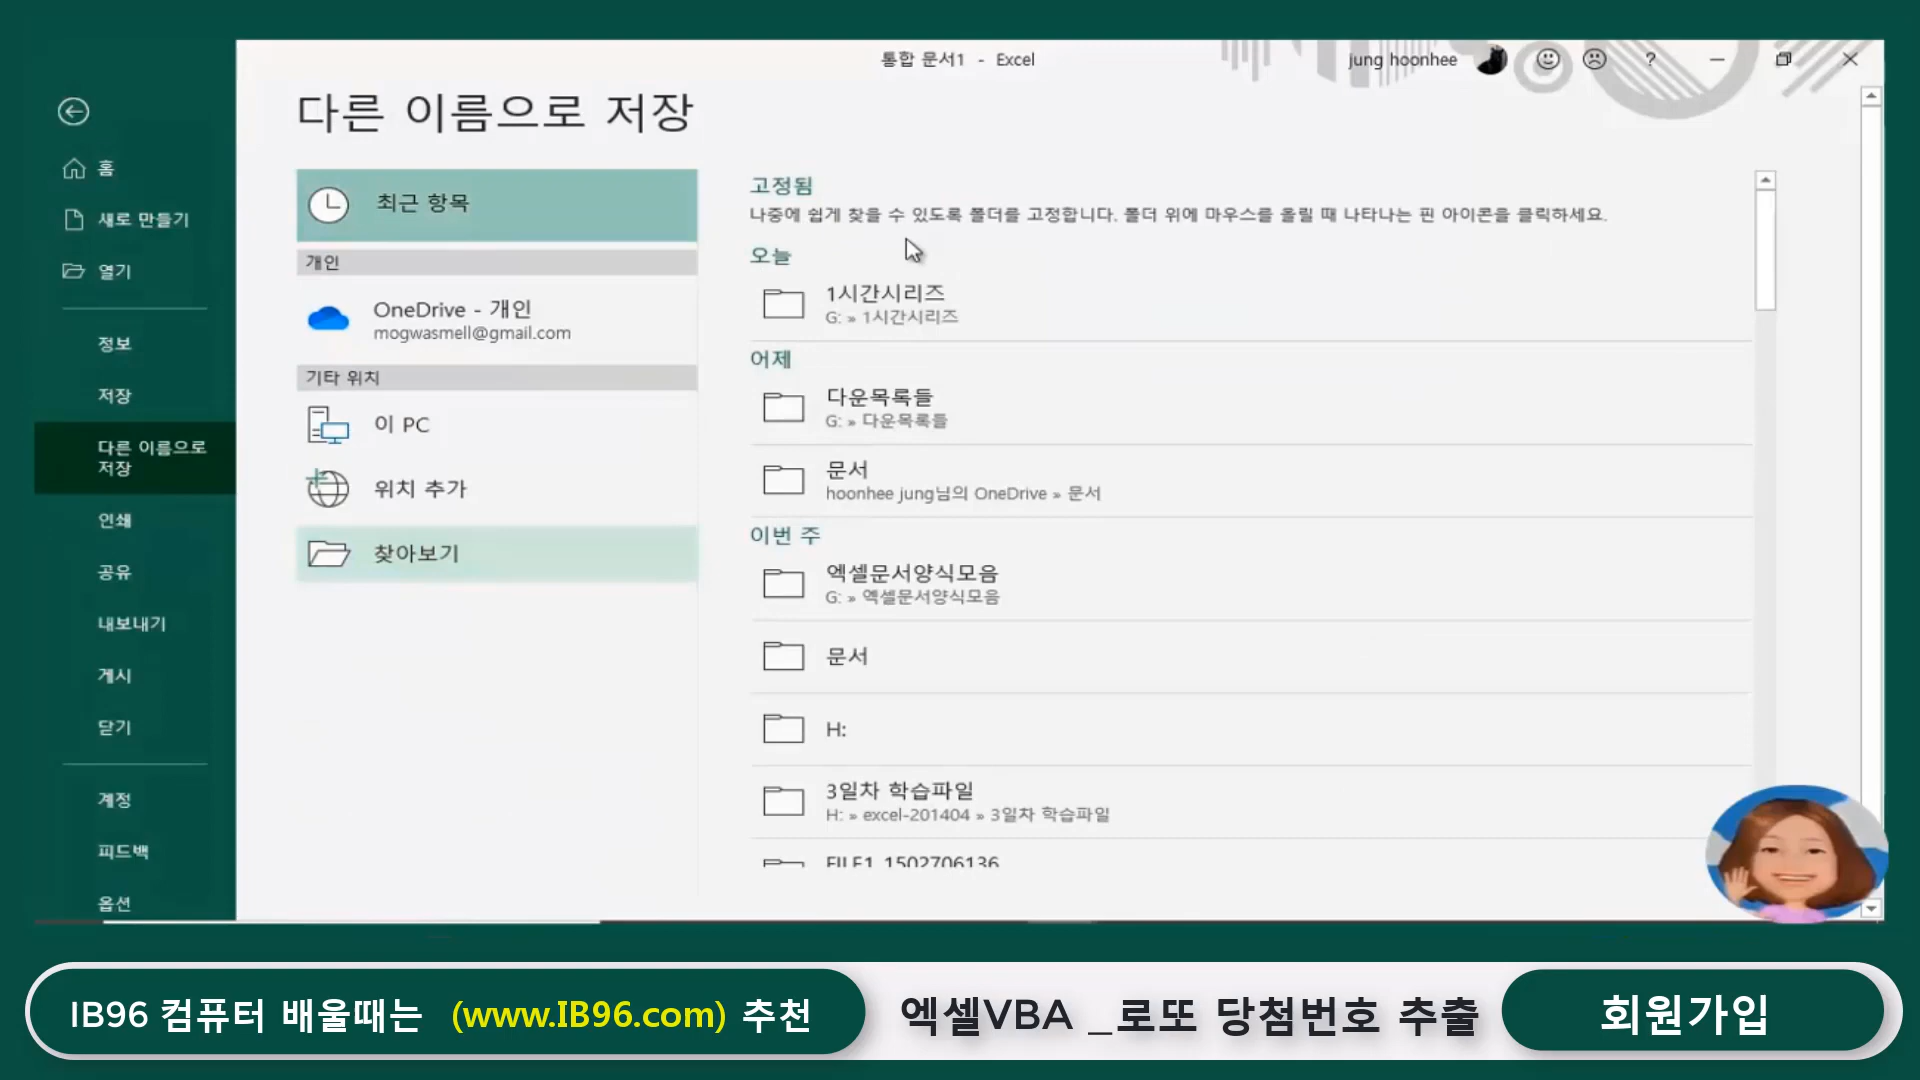 통합 문서1 - Excel
jung hoonhee
?
다른 이름으로 저장
홈
새로 만들기
열기
정보
저장
다른 이름으로
저장
인쇄
공유
내보내기
게시
닫기
계정
피드백
옵션
최근 항목
개인
OneDrive - 개인
mogwasmell@gmail.com
기타 위치
이 PC
위치 추가
찾아보기
고정됨
나중에 쉽게 찾을 수 있도록 폴더를 고정합니다. 폴더 위에 마우스를 올릴 때 나타나는 핀 아이콘을 클릭하세요.
오늘
1시간시리즈
G: » 1시간시리즈
어제
다운목록들
G: » 다운목록들
문서
hoonhee jung님의 OneDrive » 문서
이번 주
엑셀문서양식모음
G: » 엑셀문서양식모음
문서
H:
3일차 학습파일
H: » excel-201404 » 3일차 학습파일
FILE1_1502706136
IB96 컴퓨터 배울때는 (www.IB96.com) 추천
엑셀VBA _로또 당첨번호 추출
회원가입